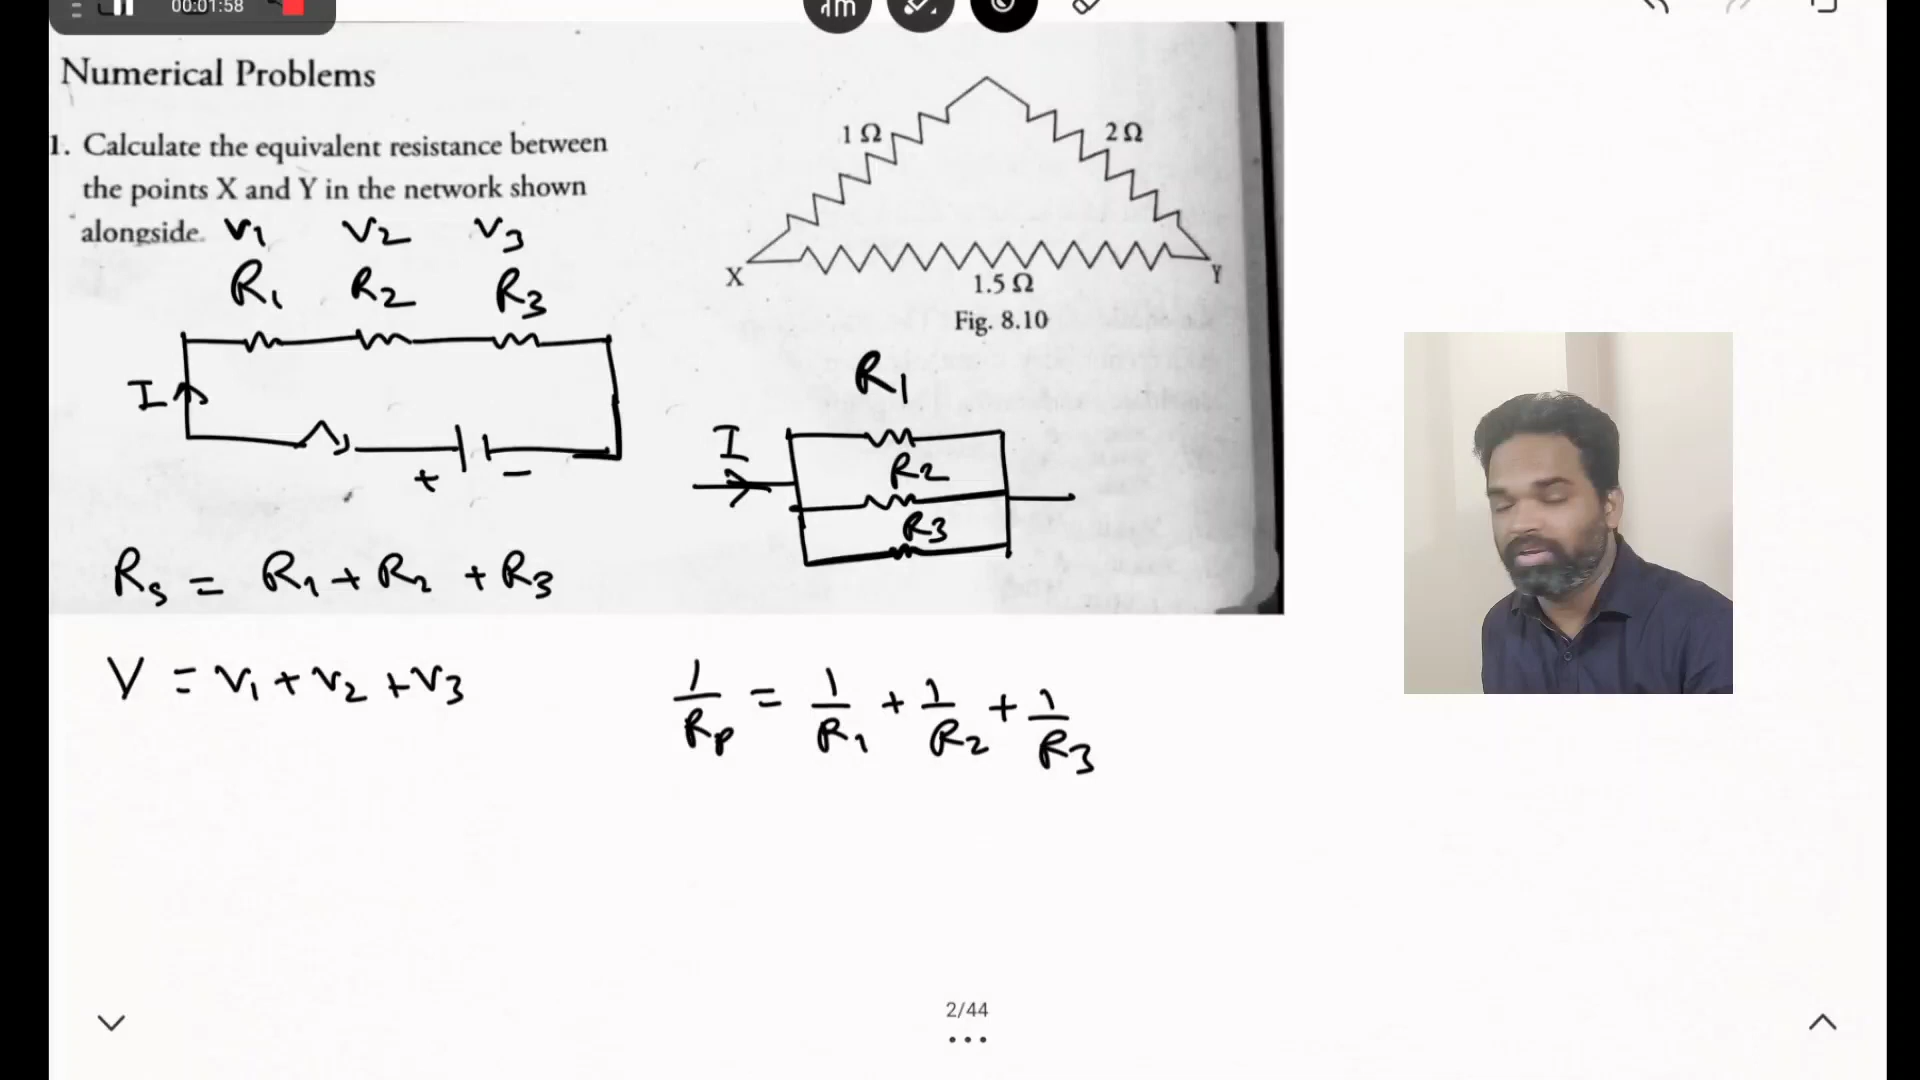 00:01:58
Numerical Problems
1. Calculate the equivalent resistance between
the points X and Y in the network shown
alongside.
V1 V2 V3
R1 R2 R3
I
+ −
Rs = R1 + R2 + R3
V = V1 + V2 + V3
1 Ω
2 Ω
X
Y
1.5 Ω
Fig. 8.10
R1
I
R2
R3
1/Rp = 1/R1 + 1/R2 + 1/R3
2/44